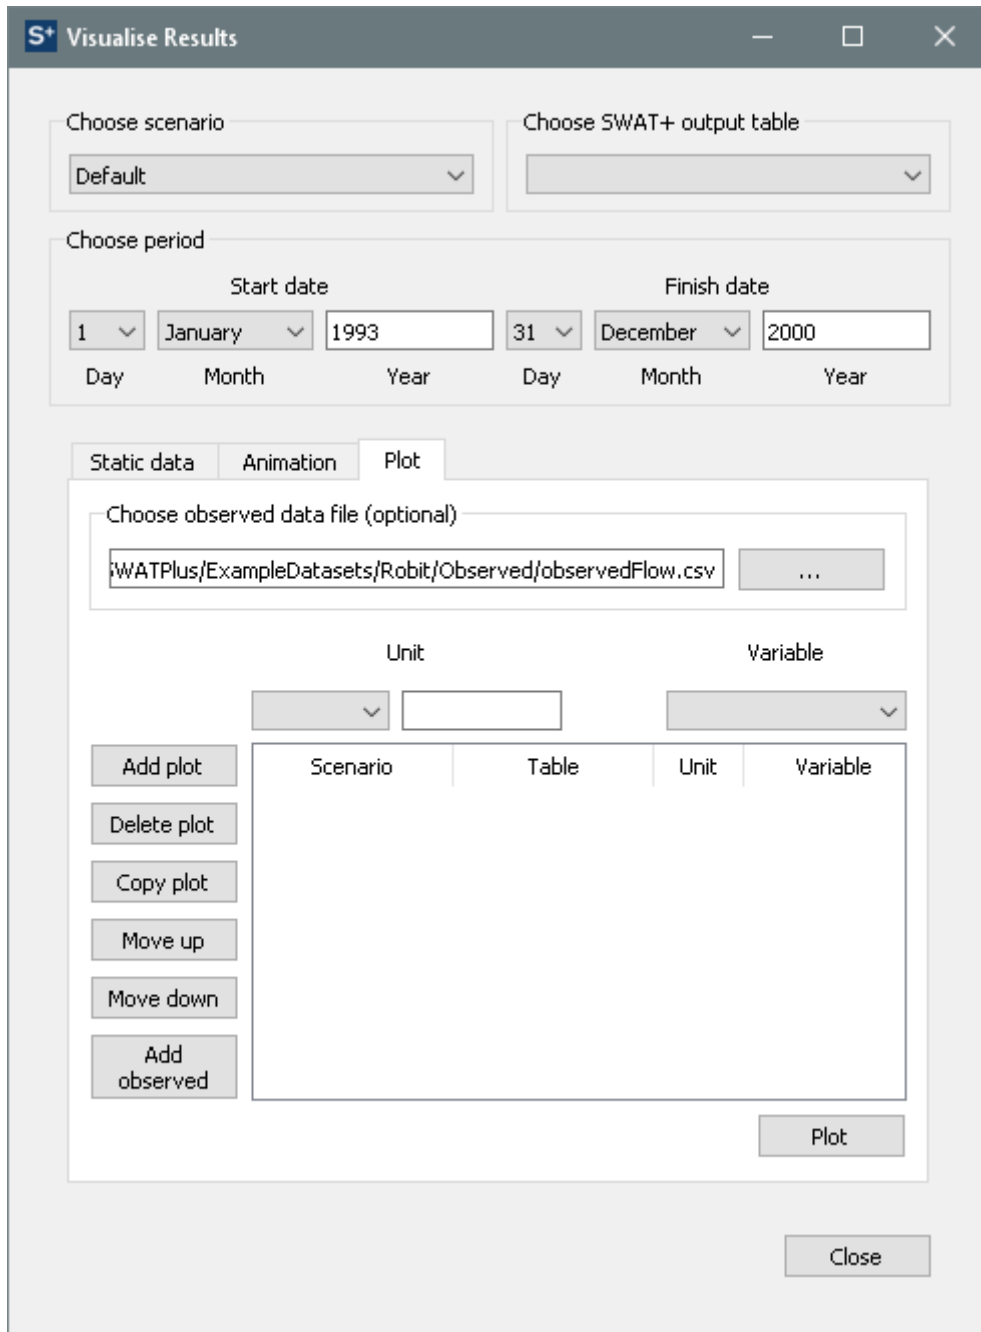 S+ Visualise Results
Choose scenario
Choose SWAT+ output table
Default
Choose period
Start date
Finish date
1 January 1993 31 December 2000
Day Month Year Day Month Year
Static data Animation Plot
Choose observed data file (optional)
SWATPlus/ExampleDatasets/Robit/Observed/observedFlow.csv ...
Unit Variable
Add plot
Scenario Table Unit Variable
Delete plot
Copy plot
Move up
Move down
Add
observed
Plot
Close